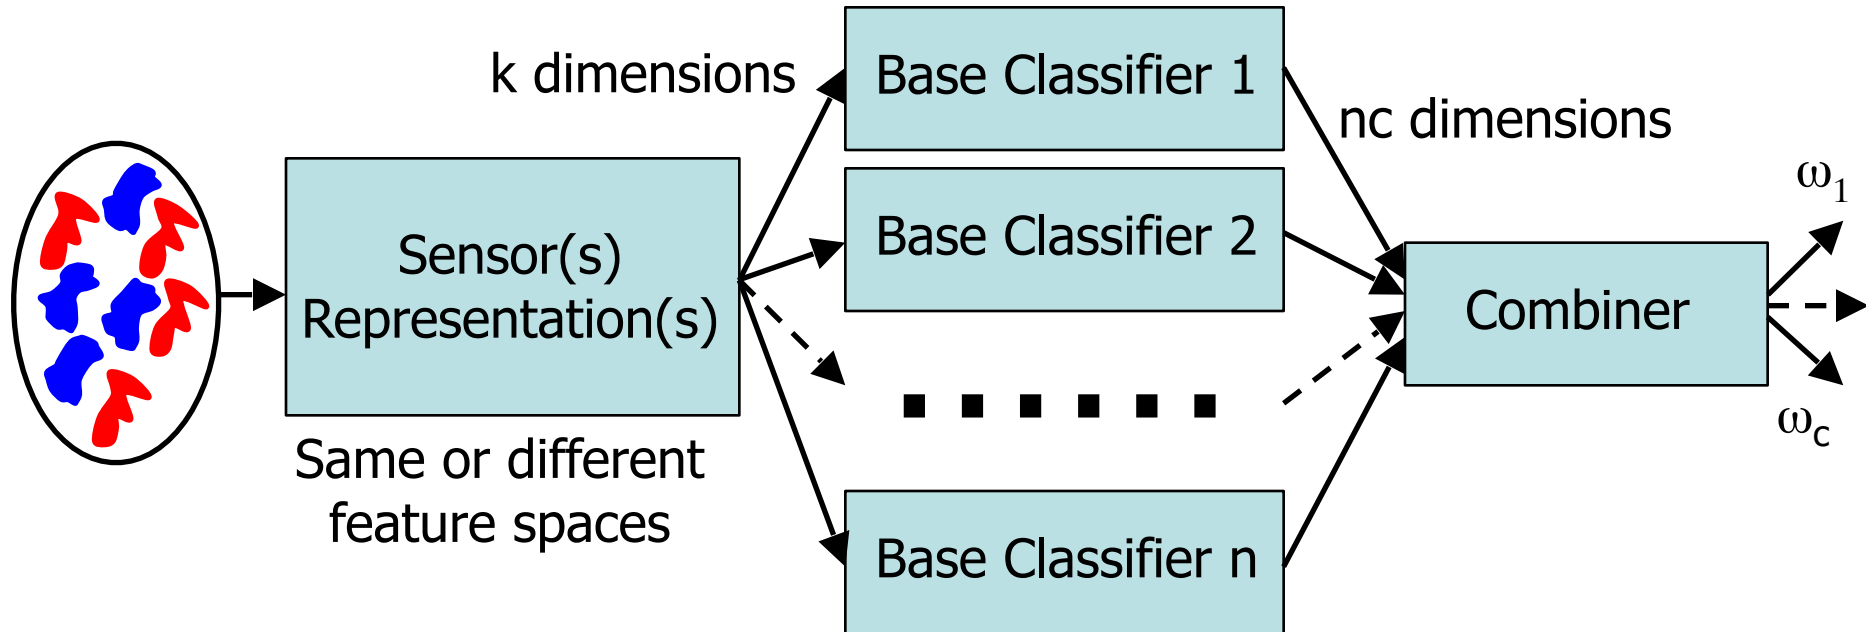 k dimensions
Base Classifier 1
nc dimensions
Base Classifier 2
ω1
Sensor(s)
Representation(s)
Combiner
Same or different
feature spaces
ωc
Base Classifier n